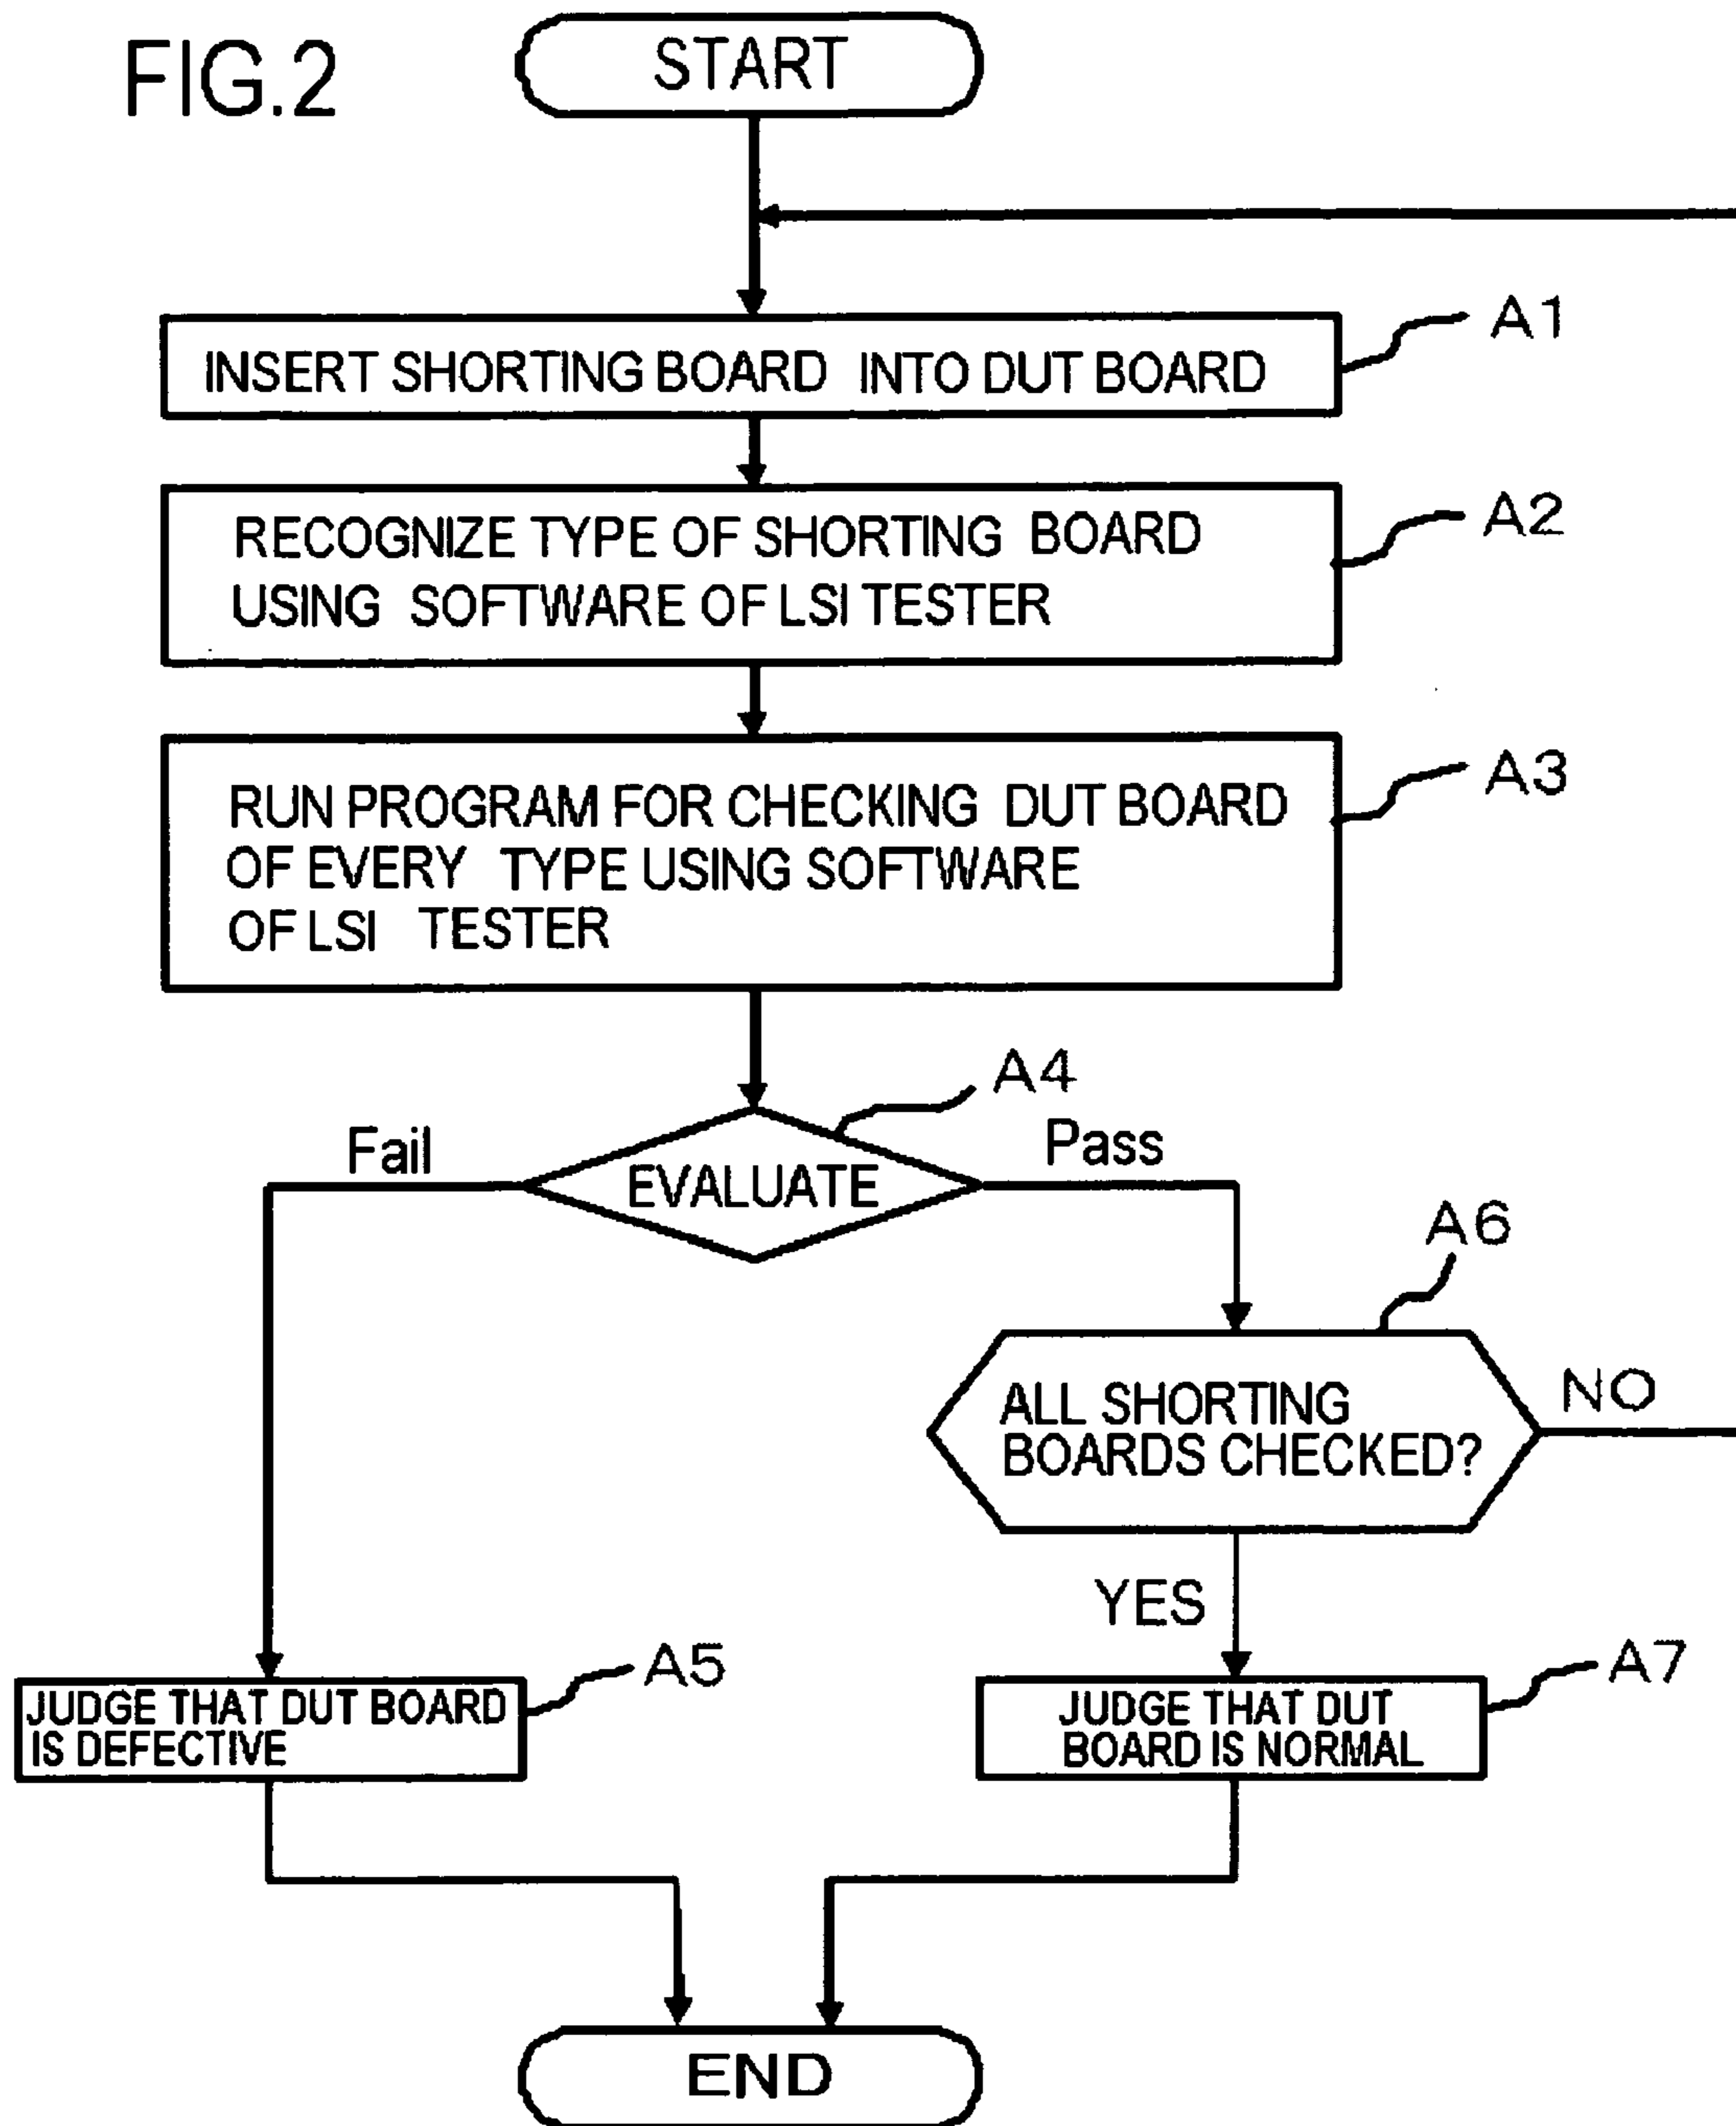 FIG.2
START
A1
INSERT SHORTING BOARD INTO DUT BOARD
A2
RECOGNIZE TYPE OF SHORTING BOARD
USING SOFTWARE OF LSI TESTER
A3
RUN PROGRAM FOR CHECKING DUT BOARD
OF EVERY TYPE USING SOFTWARE
OF LSI TESTER
A4
Fail
Pass
EVALUATE
A6
ALL SHORTING
BOARDS CHECKED?
NO
YES
A5
JUDGE THAT DUT BOARD
IS DEFECTIVE
A7
JUDGE THAT DUT
BOARD IS NORMAL
END